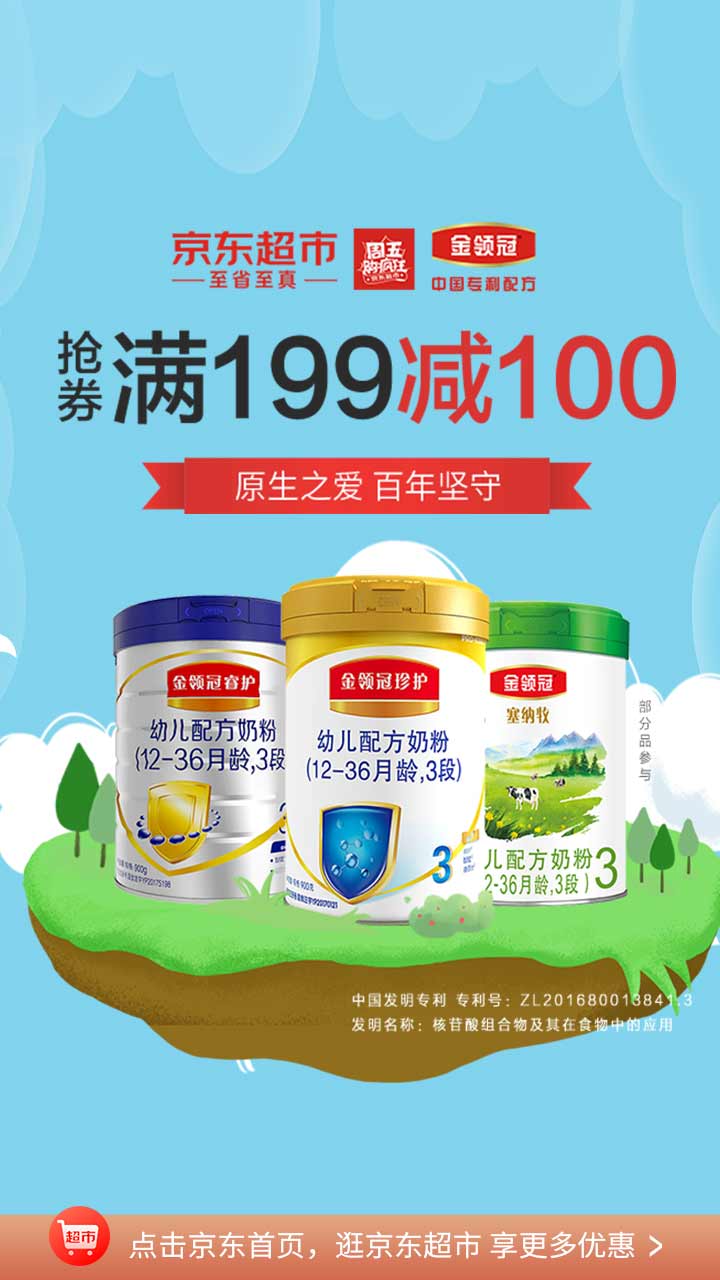 京东超市
至省至真
周五
购疯狂
京东超市
金领冠
中国专利配方
抢券
满199减100
原生之爱 百年坚守
金领冠睿护
幼儿配方奶粉
(12-36月龄,3段)
金领冠珍护
幼儿配方奶粉
(12-36月龄,3段)
3
金领冠
塞纳牧
儿配方奶粉
2-36月龄,3段)
3
部分品参与
中国发明专利 专利号：ZL201680013841.3
发明名称：核苷酸组合物及其在食物中的应用
超市
点击京东首页，逛京东超市 享更多优惠 >